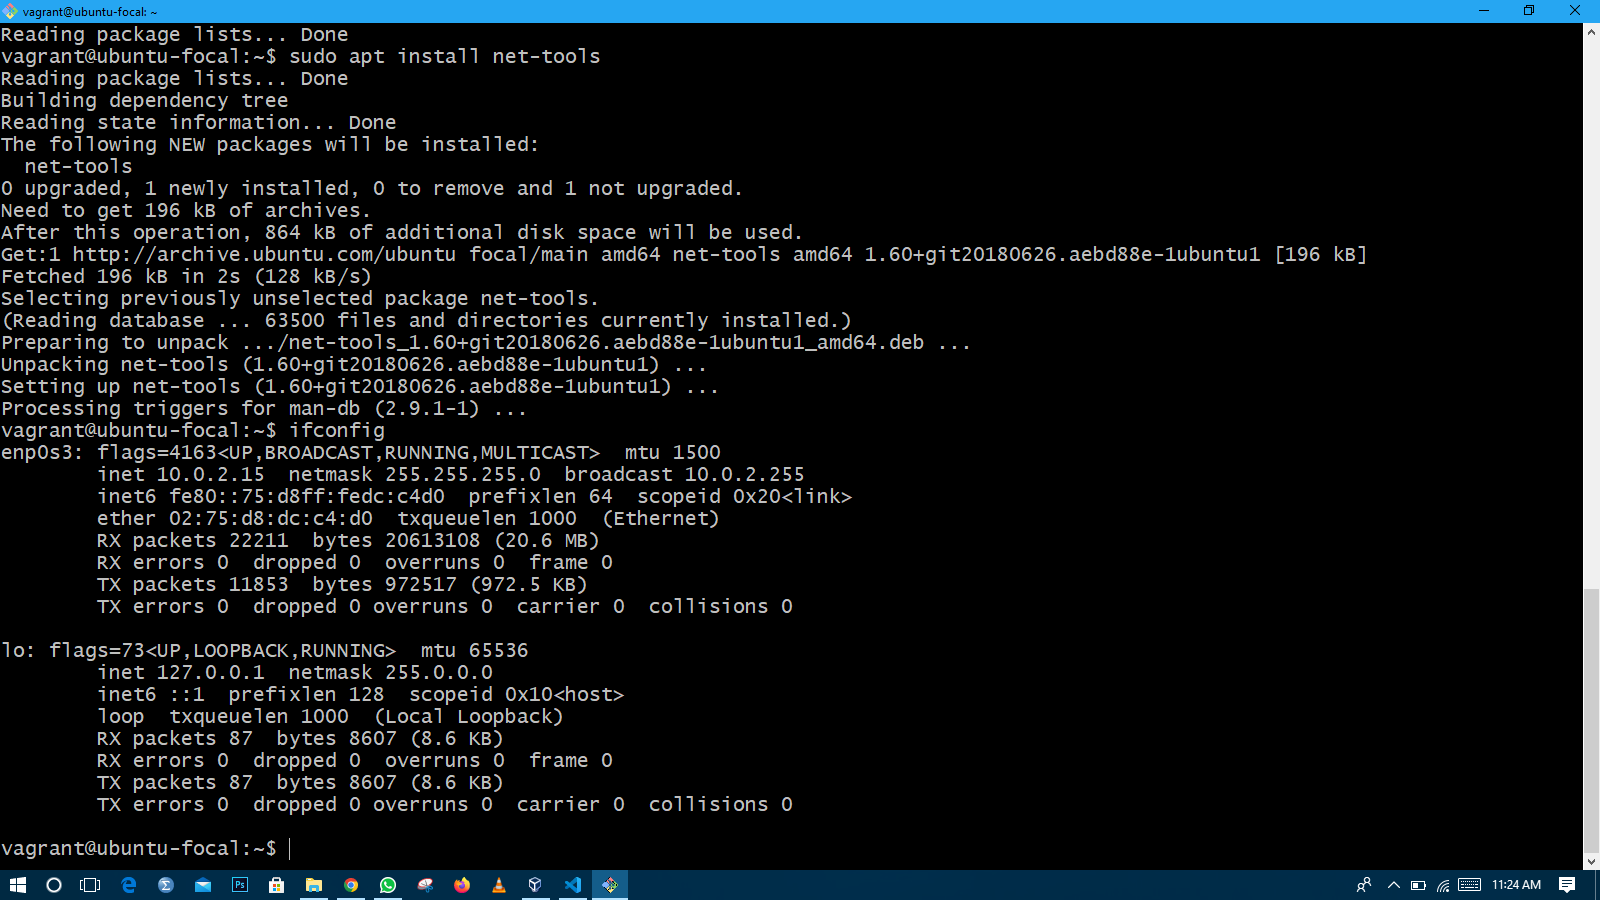 vagrant@ubuntu-focal: ~
Reading package lists... Done
vagrant@ubuntu-focal:~$ sudo apt install net-tools
Reading package lists... Done
Building dependency tree
Reading state information... Done
The following NEW packages will be installed:
  net-tools
0 upgraded, 1 newly installed, 0 to remove and 1 not upgraded.
Need to get 196 kB of archives.
After this operation, 864 kB of additional disk space will be used.
Get:1 http://archive.ubuntu.com/ubuntu focal/main amd64 net-tools amd64 1.60+git20180626.aebd88e-1ubuntu1 [196 kB]
Fetched 196 kB in 2s (128 kB/s)
Selecting previously unselected package net-tools.
(Reading database ... 63500 files and directories currently installed.)
Preparing to unpack .../net-tools_1.60+git20180626.aebd88e-1ubuntu1_amd64.deb ...
Unpacking net-tools (1.60+git20180626.aebd88e-1ubuntu1) ...
Setting up net-tools (1.60+git20180626.aebd88e-1ubuntu1) ...
Processing triggers for man-db (2.9.1-1) ...
vagrant@ubuntu-focal:~$ ifconfig
enp0s3: flags=4163<UP,BROADCAST,RUNNING,MULTICAST>  mtu 1500
        inet 10.0.2.15  netmask 255.255.255.0  broadcast 10.0.2.255
        inet6 fe80::75:d8ff:fedc:c4d0  prefixlen 64  scopeid 0x20<link>
        ether 02:75:d8:dc:c4:d0  txqueuelen 1000  (Ethernet)
        RX packets 22211  bytes 20613108 (20.6 MB)
        RX errors 0  dropped 0  overruns 0  frame 0
        TX packets 11853  bytes 972517 (972.5 KB)
        TX errors 0  dropped 0 overruns 0  carrier 0  collisions 0
lo: flags=73<UP,LOOPBACK,RUNNING>  mtu 65536
        inet 127.0.0.1  netmask 255.0.0.0
        inet6 ::1  prefixlen 128  scopeid 0x10<host>
        loop  txqueuelen 1000  (Local Loopback)
        RX packets 87  bytes 8607 (8.6 KB)
        RX errors 0  dropped 0  overruns 0  frame 0
        TX packets 87  bytes 8607 (8.6 KB)
        TX errors 0  dropped 0 overruns 0  carrier 0  collisions 0
vagrant@ubuntu-focal:~$
Ps
11:24 AM